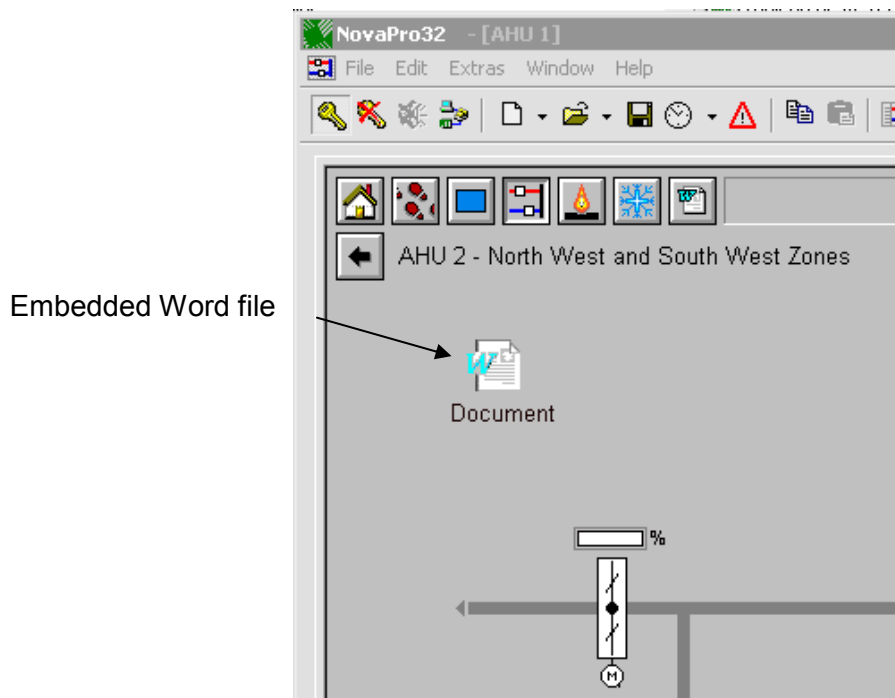 NovaPro32 - [AHU 1]
File Edit Extras Window Help
AHU 2 - North West and South West Zones
Embedded Word file
W
Document
%
M